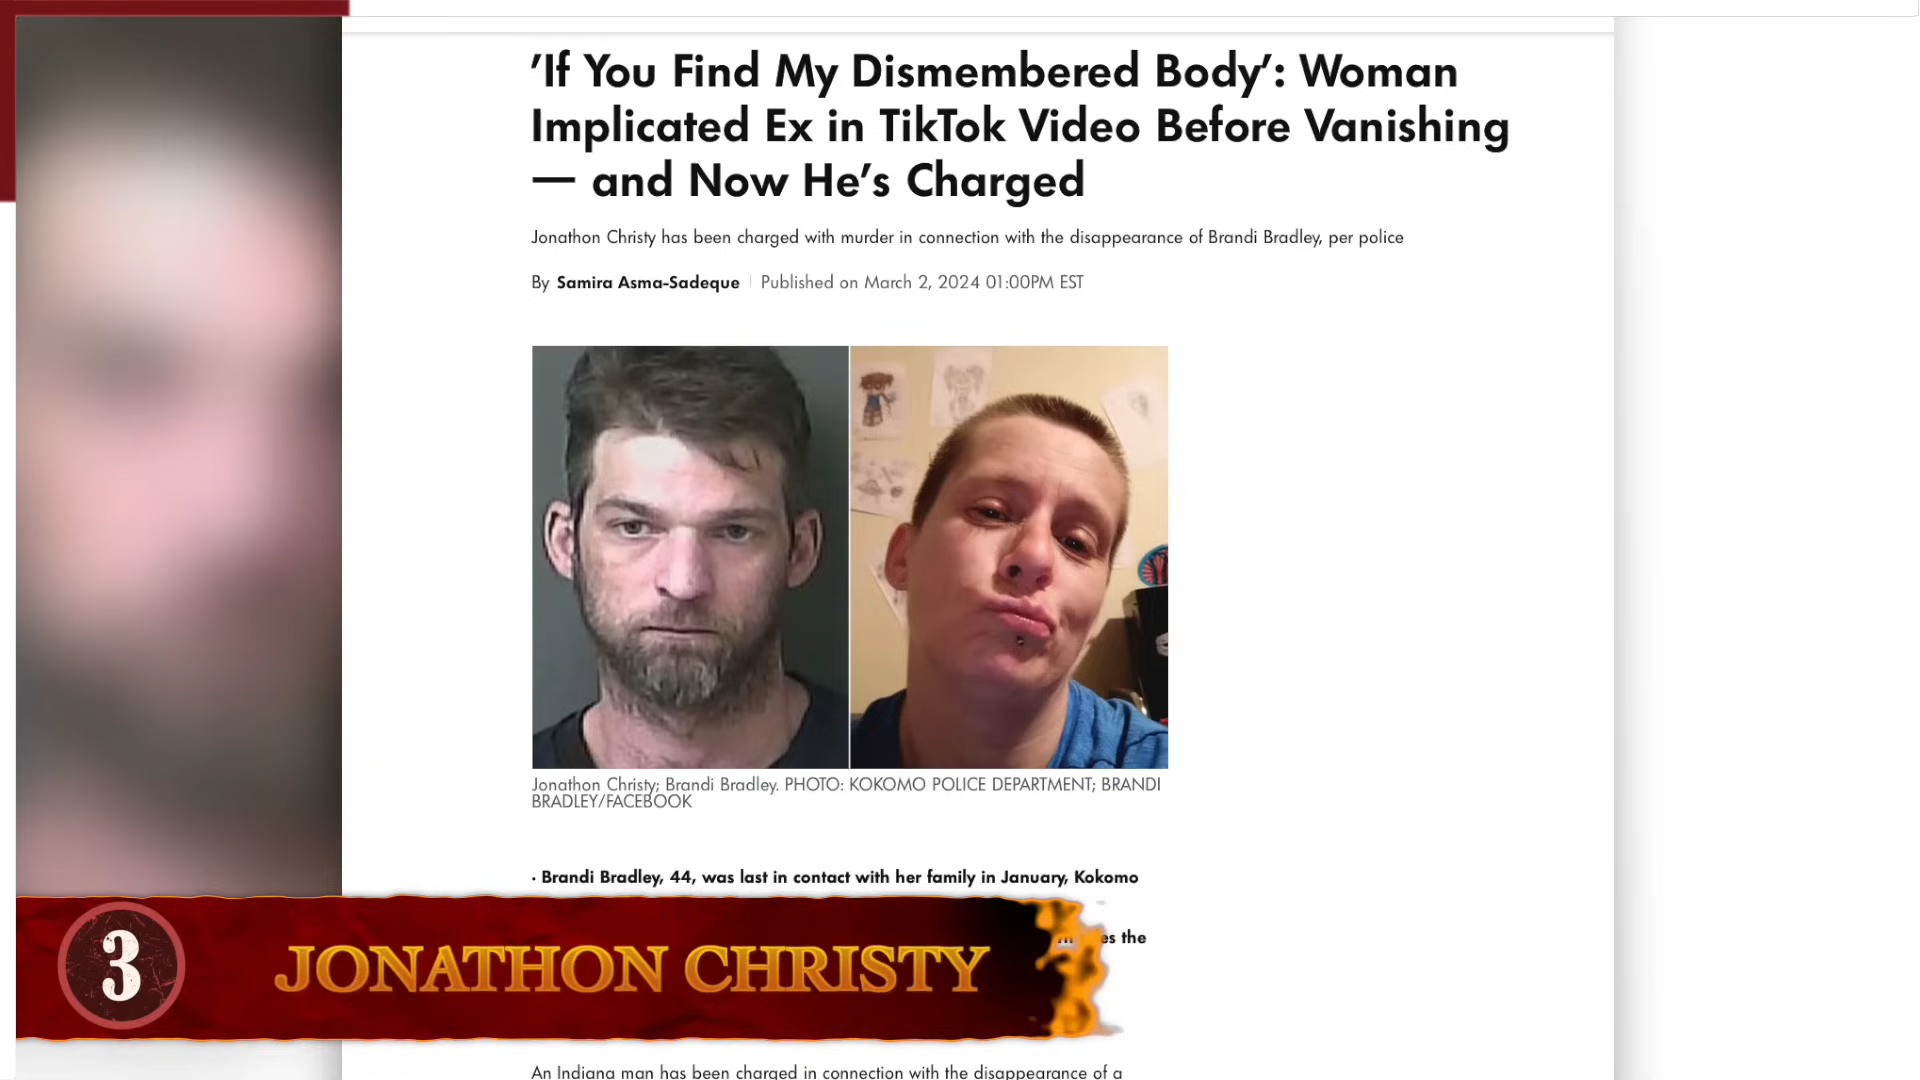 ’If You Find My Dismembered Body’: Woman
Implicated Ex in TikTok Video Before Vanishing
— and Now He’s Charged
Jonathon Christy has been charged with murder in connection with the disappearance of Brandi Bradley, per police
By Samira Asma-Sadeque | Published on March 2, 2024 01:00PM EST
Jonathon Christy; Brandi Bradley. PHOTO: KOKOMO POLICE DEPARTMENT; BRANDI
BRADLEY/FACEBOOK
· Brandi Bradley, 44, was last in contact with her family in January, Kokomo
the
3
JONATHON CHRISTY
An Indiana man has been charged in connection with the disappearance of a